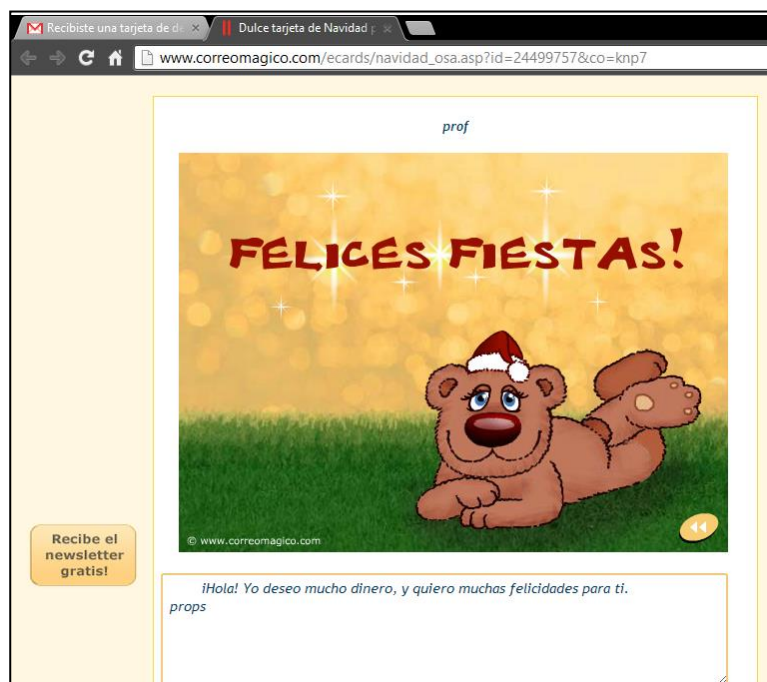 Recibiste una tarjeta de de
Dulce tarjeta de Navidad p
www.correomagico.com/ecards/navidad_osa.asp?id=24499757&co=knp7
prof
FELICES FIESTAS!
© www.correomagico.com
Recibe el
newsletter
gratis!
¡Hola! Yo deseo mucho dinero, y quiero muchas felicidades para ti.
props